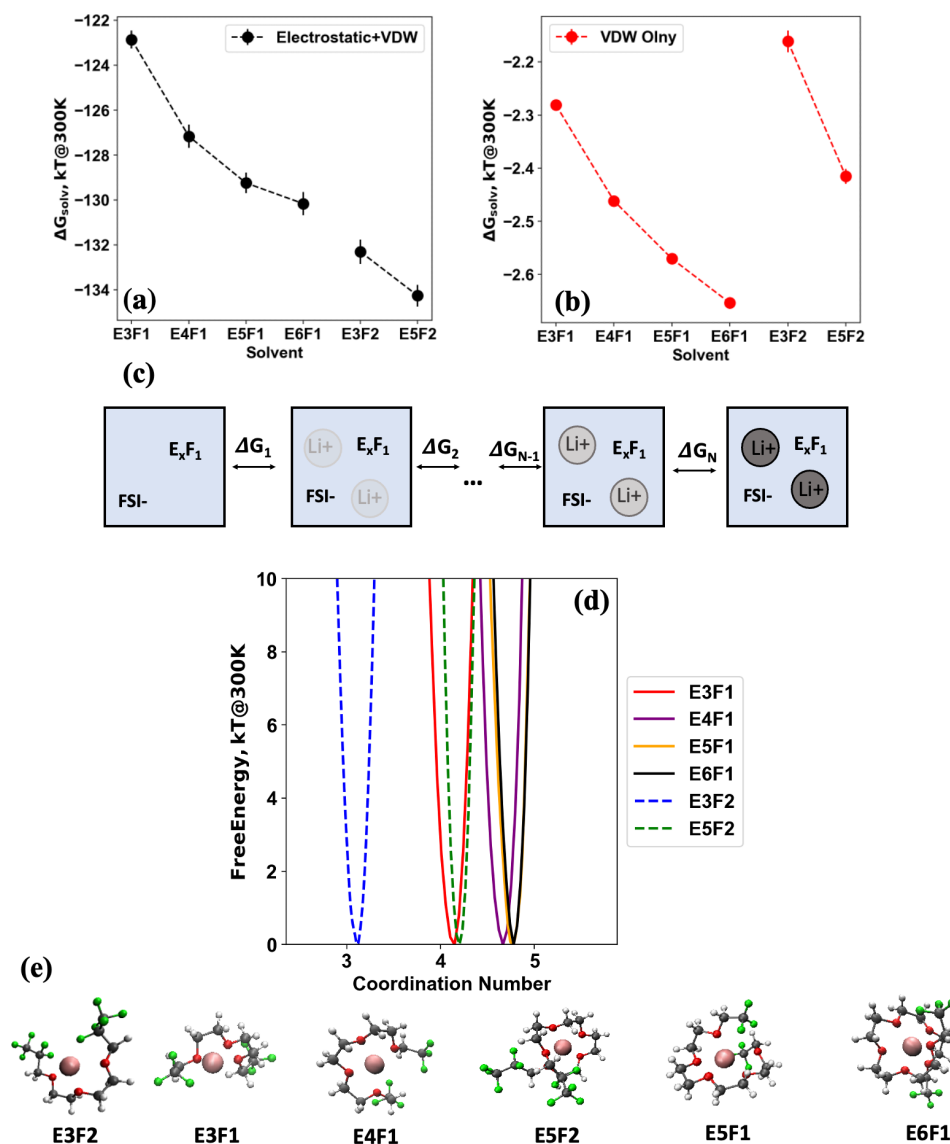 (a)
Electrostatic+VDW
ΔGsolv, kT@300K
−122
−124
−126
−128
−130
−132
−134
E3F1 E4F1 E5F1 E6F1 E3F2 E5F2
Solvent
(b)
VDW Olny
ΔGsolv, kT@300K
−2.2
−2.3
−2.4
−2.5
−2.6
E3F1 E4F1 E5F1 E6F1 E3F2 E5F2
Solvent
(c)
ExF1
FSI-
ΔG1
Li+
ExF1
FSI-
Li+
ΔG2
...
ΔGN-1
Li+
ExF1
FSI-
Li+
ΔGN
Li+
ExF1
FSI-
Li+
(d)
FreeEnergy, kT@300K
10
8
6
4
2
0
3 4 5
Coordination Number
E3F1
E4F1
E5F1
E6F1
E3F2
E5F2
(e)
E3F2 E3F1 E4F1 E5F2 E5F1 E6F1